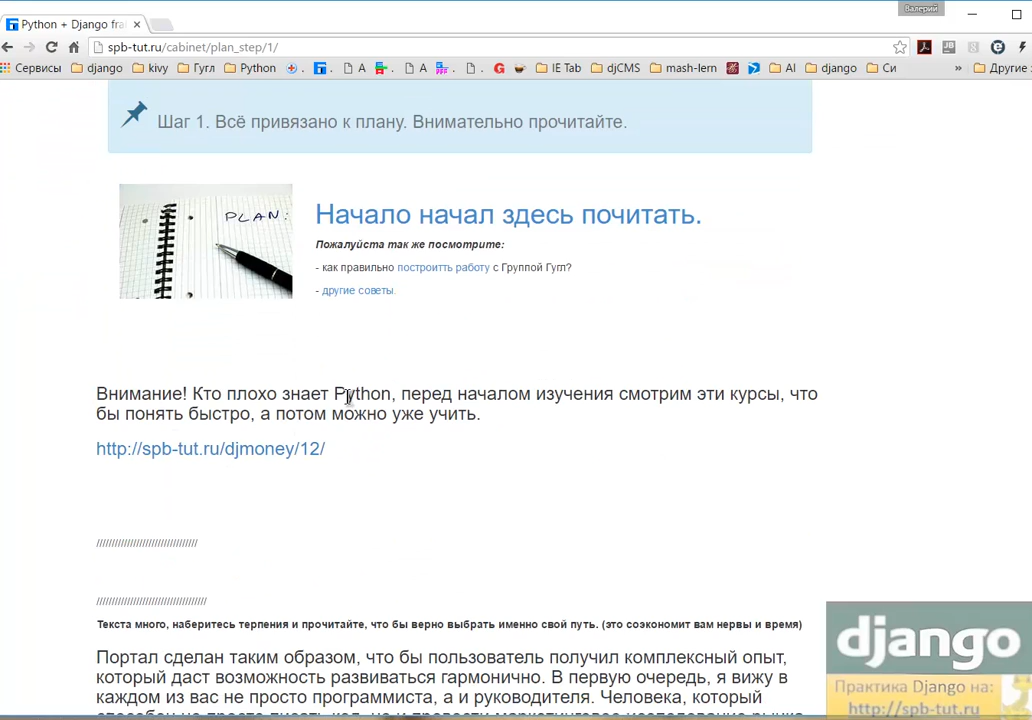 Валерий
Python + Django fra
spb-tut.ru/cabinet/plan_step/1/
Сервисы django kivy Гугл Python A A IE Tab djCMS mash-lern AI django Си » Другие
Шаг 1. Всё привязано к плану. Внимательно прочитайте.
PLAN:
Начало начал здесь почитать.
Пожалуйста так же посмотрите:
- как правильно построитть работу с Группой Гугл?
- другие советы.
Внимание! Кто плохо знает Python, перед началом изучения смотрим эти курсы, что
бы понять быстро, а потом можно уже учить.
http://spb-tut.ru/djmoney/12/
//////////////////////////////////
/////////////////////////////////////
Текста много, наберитесь терпения и прочитайте, что бы верно выбрать именно свой путь. (это соэкономит вам нервы и время)
Портал сделан таким образом, что бы пользователь получил комплексный опыт,
который даст возможность развиваться гармонично. В первую очередь, я вижу в
каждом из вас не просто программиста, а и руководителя. Человека, который
django
Практика Django на:
http://spb-tut.ru